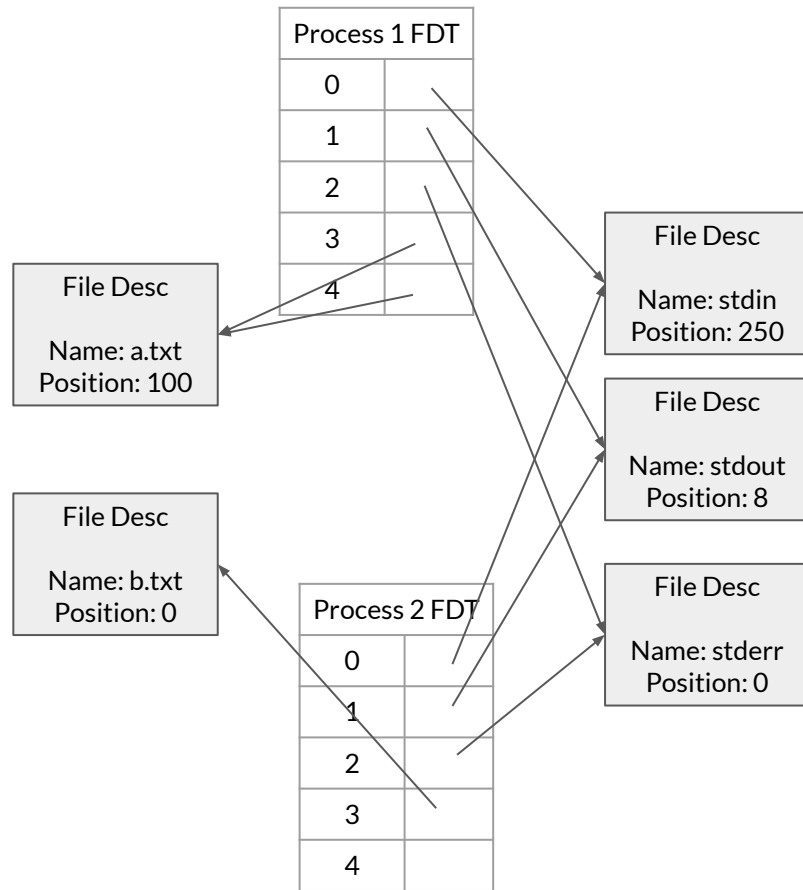 Process 1 FDT
0
1
2
3
4
File Desc
Name: a.txt
Position: 100
File Desc
Name: stdin
Position: 250
File Desc
Name: stdout
Position: 8
File Desc
Name: b.txt
Position: 0
File Desc
Name: stderr
Position: 0
Process 2 FDT
0
1
2
3
4